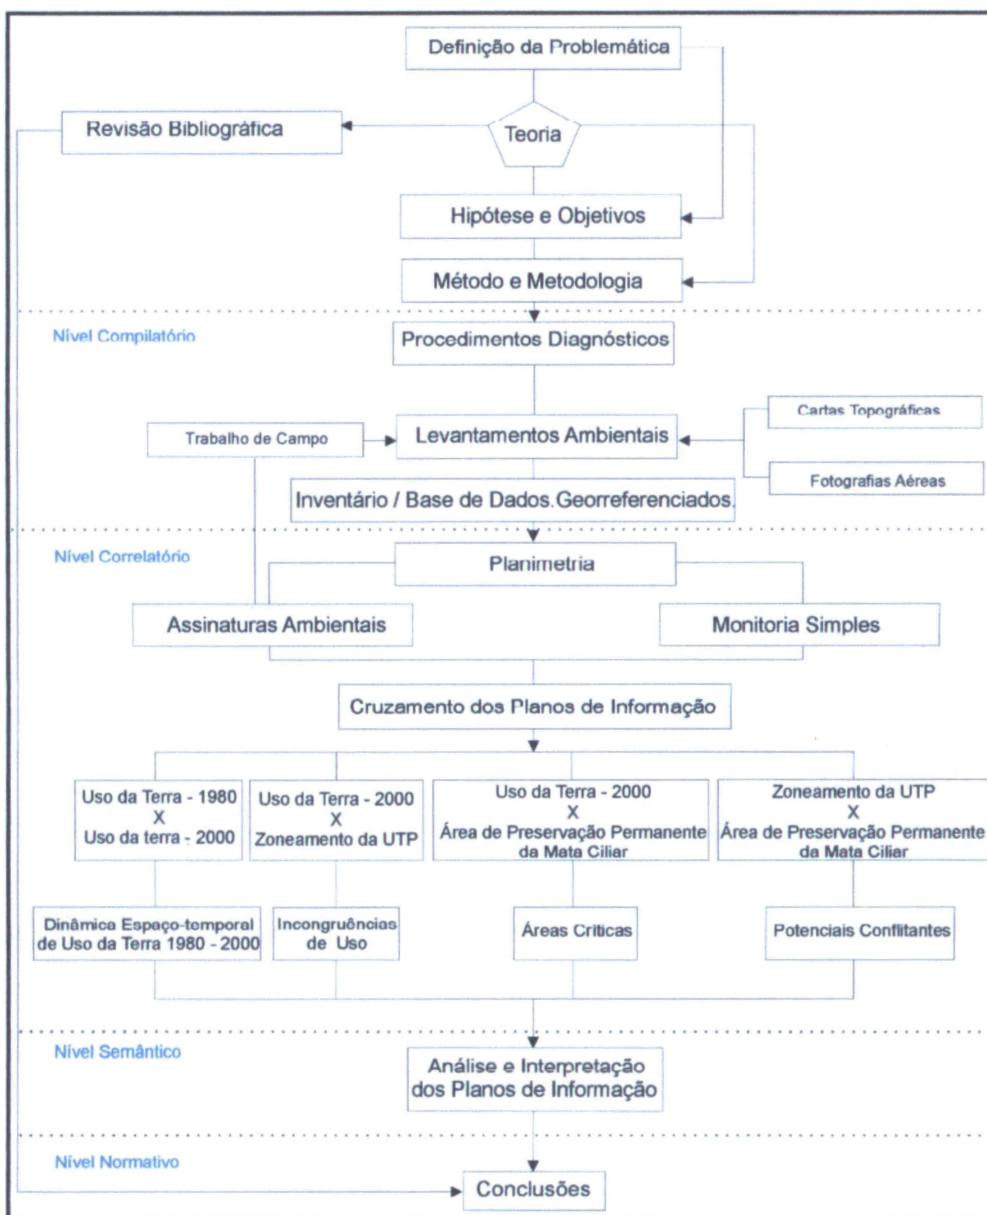 Definição da Problemática
Revisão Bibliográfica
Teoria
Hipótese e Objetivos
Método e Metodologia
Nível Compilatório
Procedimentos Diagnósticos
Cartas Topográficas
Trabalho de Campo
Levantamentos Ambientais
Fotografias Aéreas
Inventário / Base de Dados.Georreferenciados.
Nível Correlatório
Planimetria
Assinaturas Ambientais
Monitoria Simples
Cruzamento dos Planos de Informação
Uso da Terra - 1980
X
Uso da terra - 2000
Uso da Terra - 2000
X
Zoneamento da UTP
Uso da Terra - 2000
X
Área de Preservação Permanente
da Mata Ciliar
Zoneamento da UTP
X
Área de Preservação Permanente
da Mata Ciliar
Dinâmica Espaço-temporal
de Uso da Terra 1980 - 2000
Incongruências
de Uso
Áreas Críticas
Potenciais Conflitantes
Nível Semântico
Análise e Interpretação
dos Planos de Informação
Nível Normativo
Conclusões